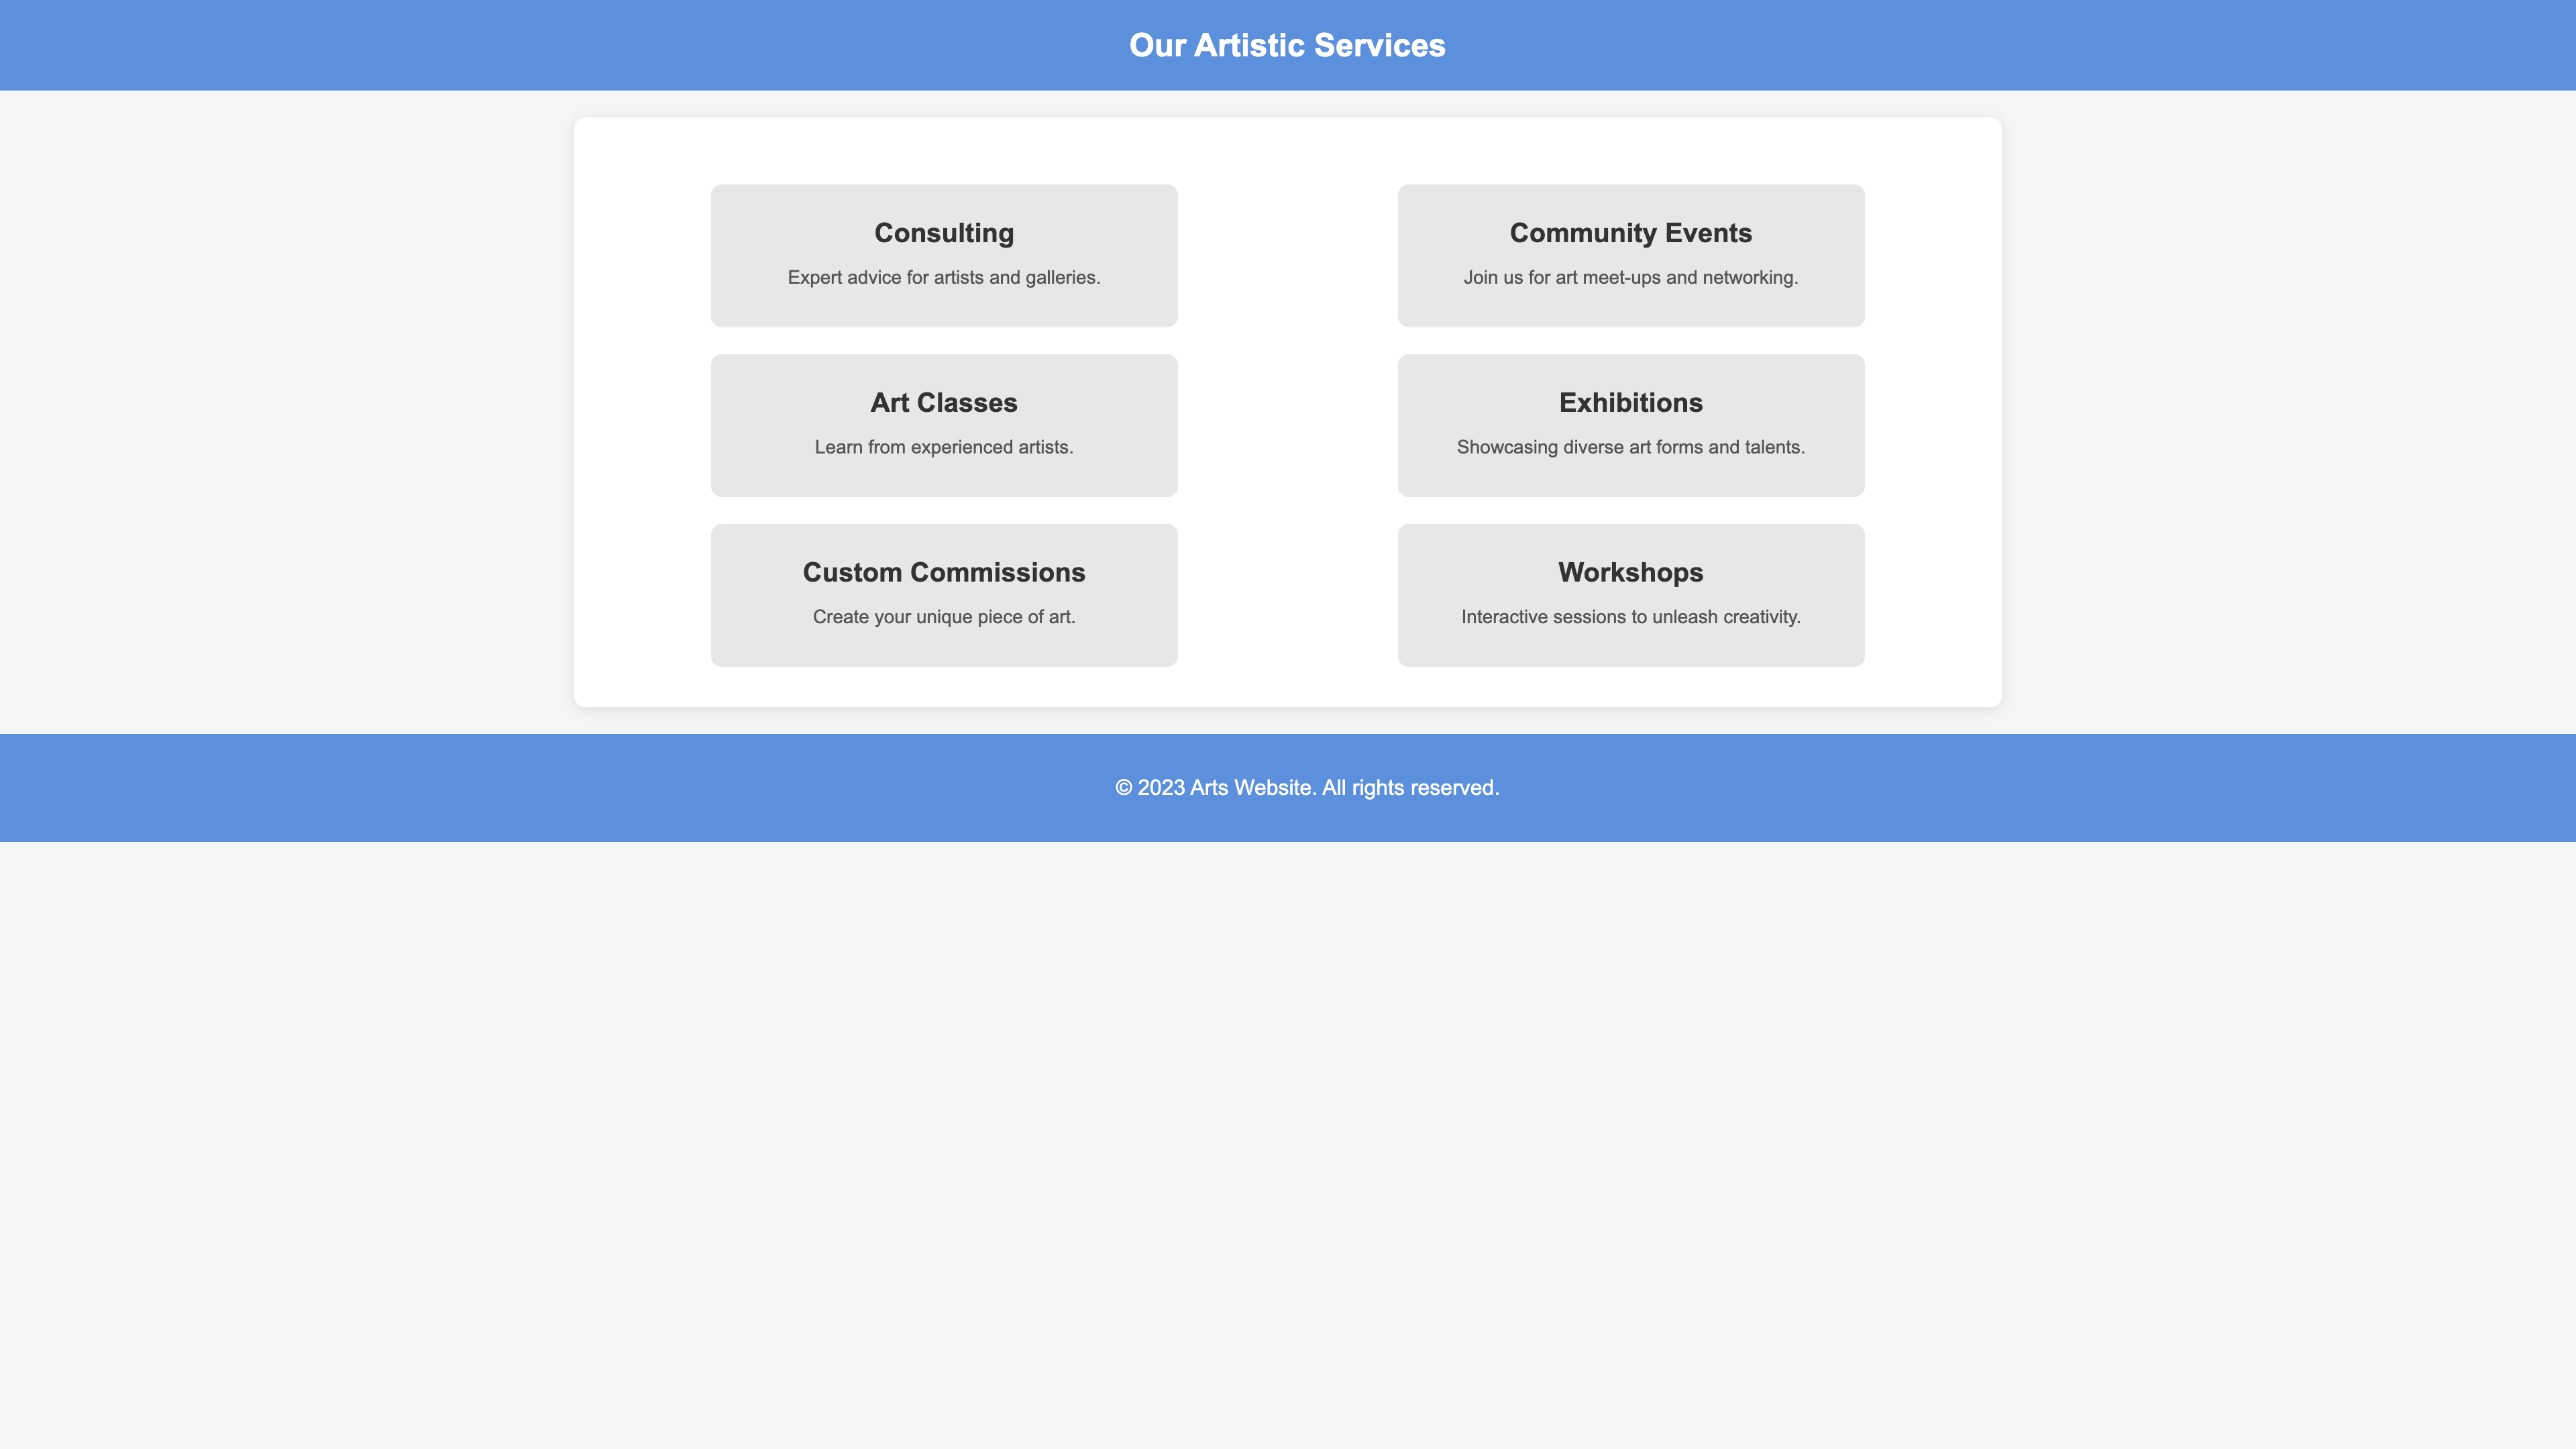 Our Artistic Services
Consulting
Expert advice for artists and galleries.
Community Events
Join us for art meet-ups and networking.
Art Classes
Learn from experienced artists.
Exhibitions
Showcasing diverse art forms and talents.
Custom Commissions
Create your unique piece of art.
Workshops
Interactive sessions to unleash creativity.
© 2023 Arts Website. All rights reserved.